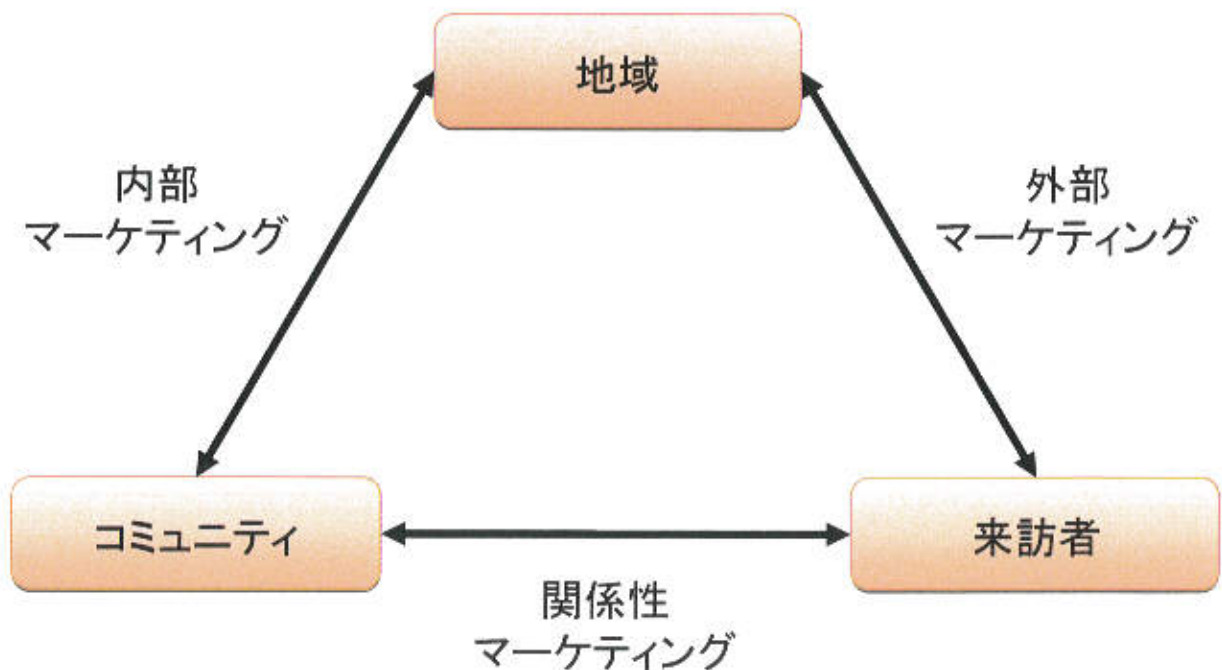 地域
内部
マーケティング
外部
マーケティング
コミュニティ
来訪者
関係性
マーケティング